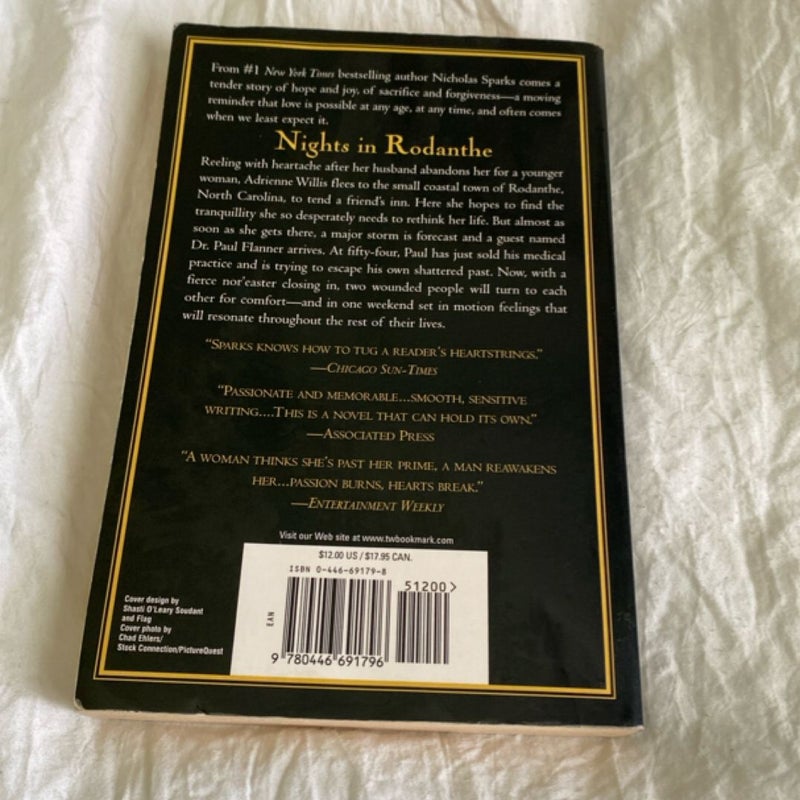 From #1 New York Times bestselling author Nicholas Sparks comes a
tender story of hope and joy, of sacrifice and forgiveness—a moving
reminder that love is possible at any age, at any time, and often comes
when we least expect it.
Nights in Rodanthe
Reeling with heartache after her husband abandons her for a younger
woman, Adrienne Willis flees to the small coastal town of Rodanthe,
North Carolina, to tend a friend's inn. Here she hopes to find the
tranquillity she so desperately needs to rethink her life. But almost as
soon as she gets there, a major storm is forecast and a guest named
Dr. Paul Flanner arrives. At fifty-four, Paul has just sold his medical
practice and is trying to escape his own shattered past. Now, with a
fierce nor'easter closing in, two wounded people will turn to each
other for comfort—and in one weekend set in motion feelings that
will resonate throughout the rest of their lives.
"SPARKS KNOWS HOW TO TUG A READER'S HEARTSTRINGS."
—CHICAGO SUN-TIMES
"PASSIONATE AND MEMORABLE...SMOOTH, SENSITIVE
WRITING....THIS IS A NOVEL THAT CAN HOLD ITS OWN."
—ASSOCIATED PRESS
"A WOMAN THINKS SHE'S PAST HER PRIME, A MAN REAWAKENS
HER...PASSION BURNS, HEARTS BREAK."
—ENTERTAINMENT WEEKLY
Visit our Web site at www.twbookmark.com
$12.00 US / $17.95 CAN.
ISBN 0-446-69179-8
51200>
EAN
9 780446 691796
Cover design by
Shasti O'Leary Soudant
and Flag
Cover photo by
Chad Ehlers/
Stock Connection/PictureQuest